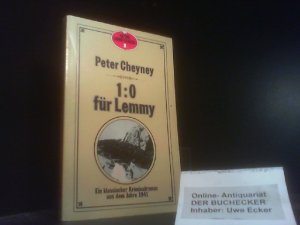 Peter Cheyney
1:0
für Lemmy
Ein klassischer Kriminalroman
aus dem Jahre 1941
Online- Antiquariat
DER BUCHECKER
Inhaber: Uwe Ecker